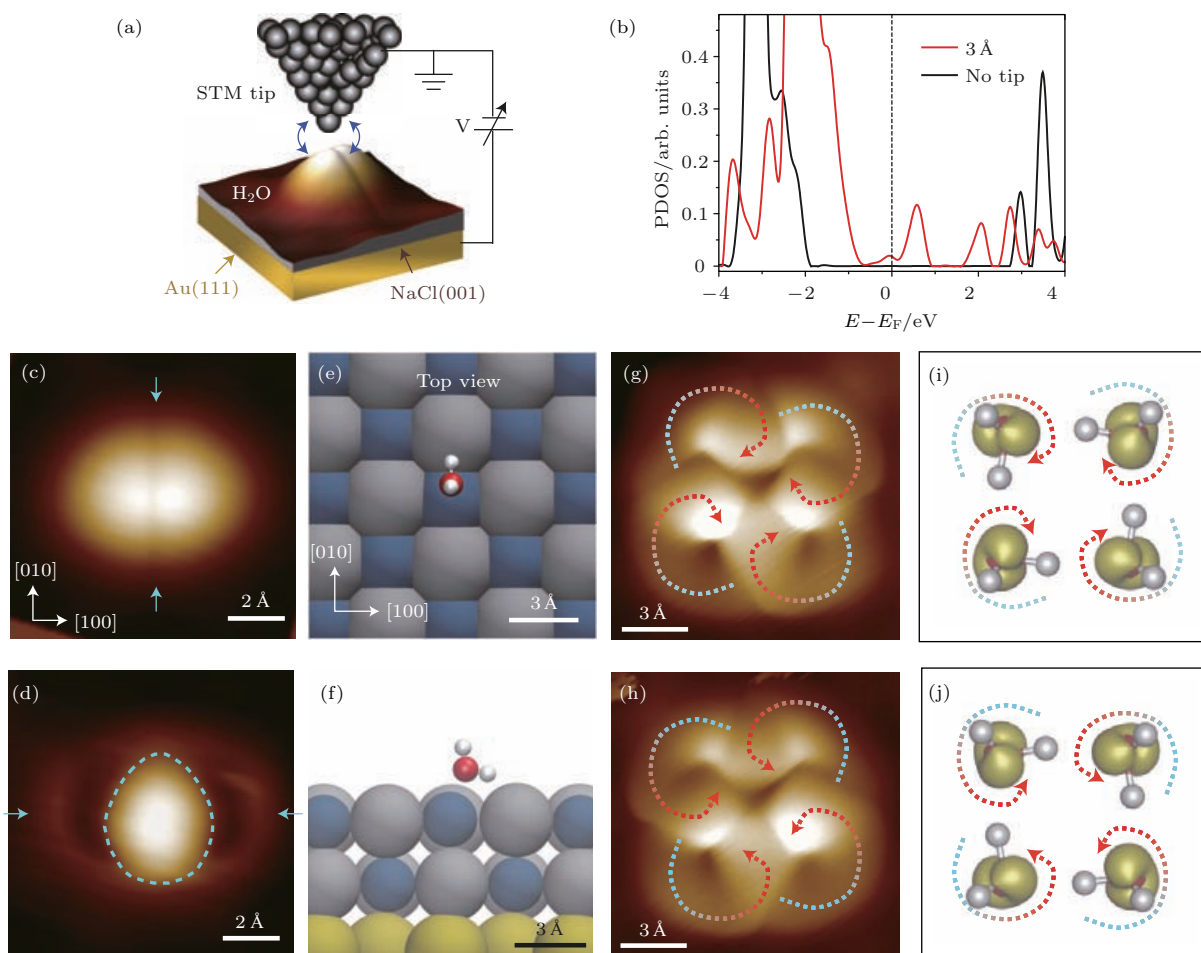 (a)
STM tip
V
H₂O
Au(111)
NaCl(001)
(b)
PDOS/arb. units
0.4
0.3
0.2
0.1
0
3 Å
No tip
−4
−2
0
2
4
E−E_F/eV
(c)
[010]
[100]
2 Å
(e)
Top view
[010]
[100]
3 Å
(g)
3 Å
(i)
(d)
2 Å
(f)
3 Å
(h)
3 Å
(j)